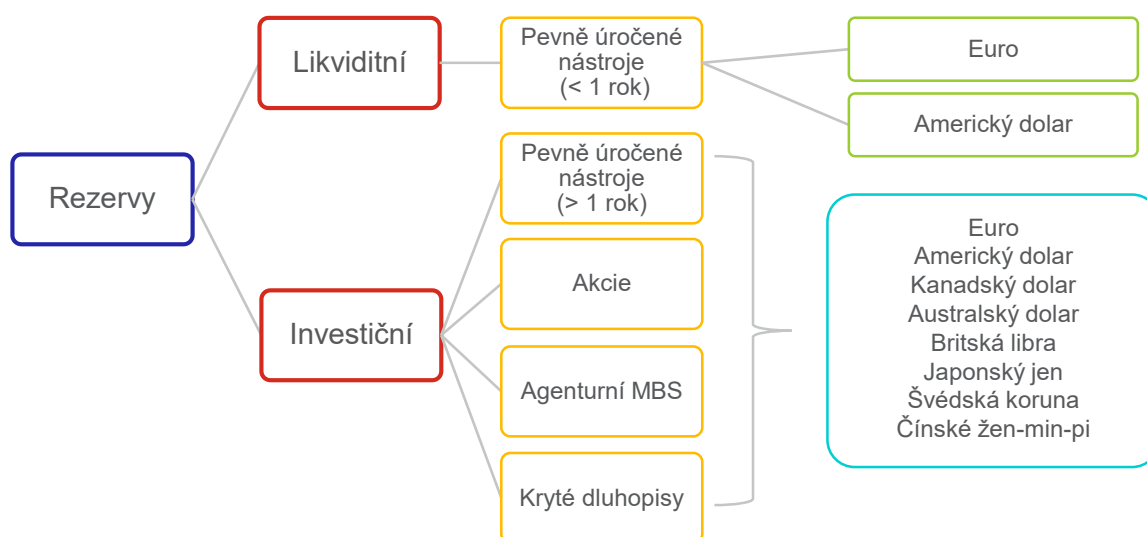 Rezervy
Likviditní
Investiční
Pevně úročené
nástroje
(< 1 rok)
Pevně úročené
nástroje
(> 1 rok)
Akcie
Agenturní MBS
Kryté dluhopisy
Euro
Americký dolar
Euro
Americký dolar
Kanadský dolar
Australský dolar
Britská libra
Japonský jen
Švédská koruna
Čínské žen-min-pi